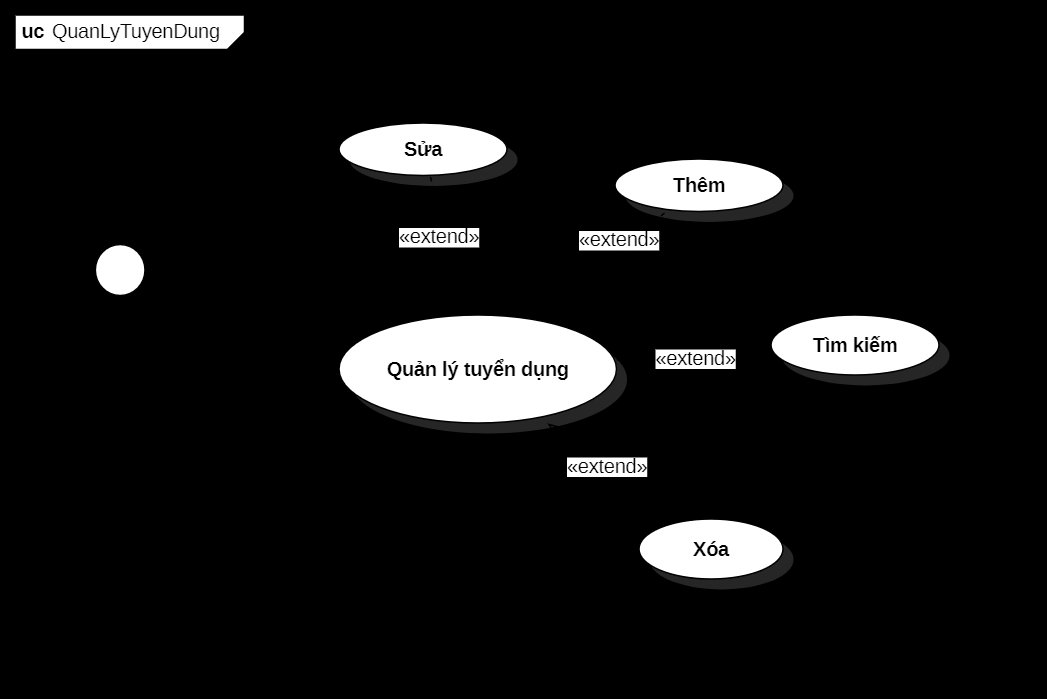 uc QuanLyTuyenDung
Sửa
Thêm
«extend»
«extend»
Tìm kiếm
«extend»
Quản lý tuyển dụng
«extend»
Xóa